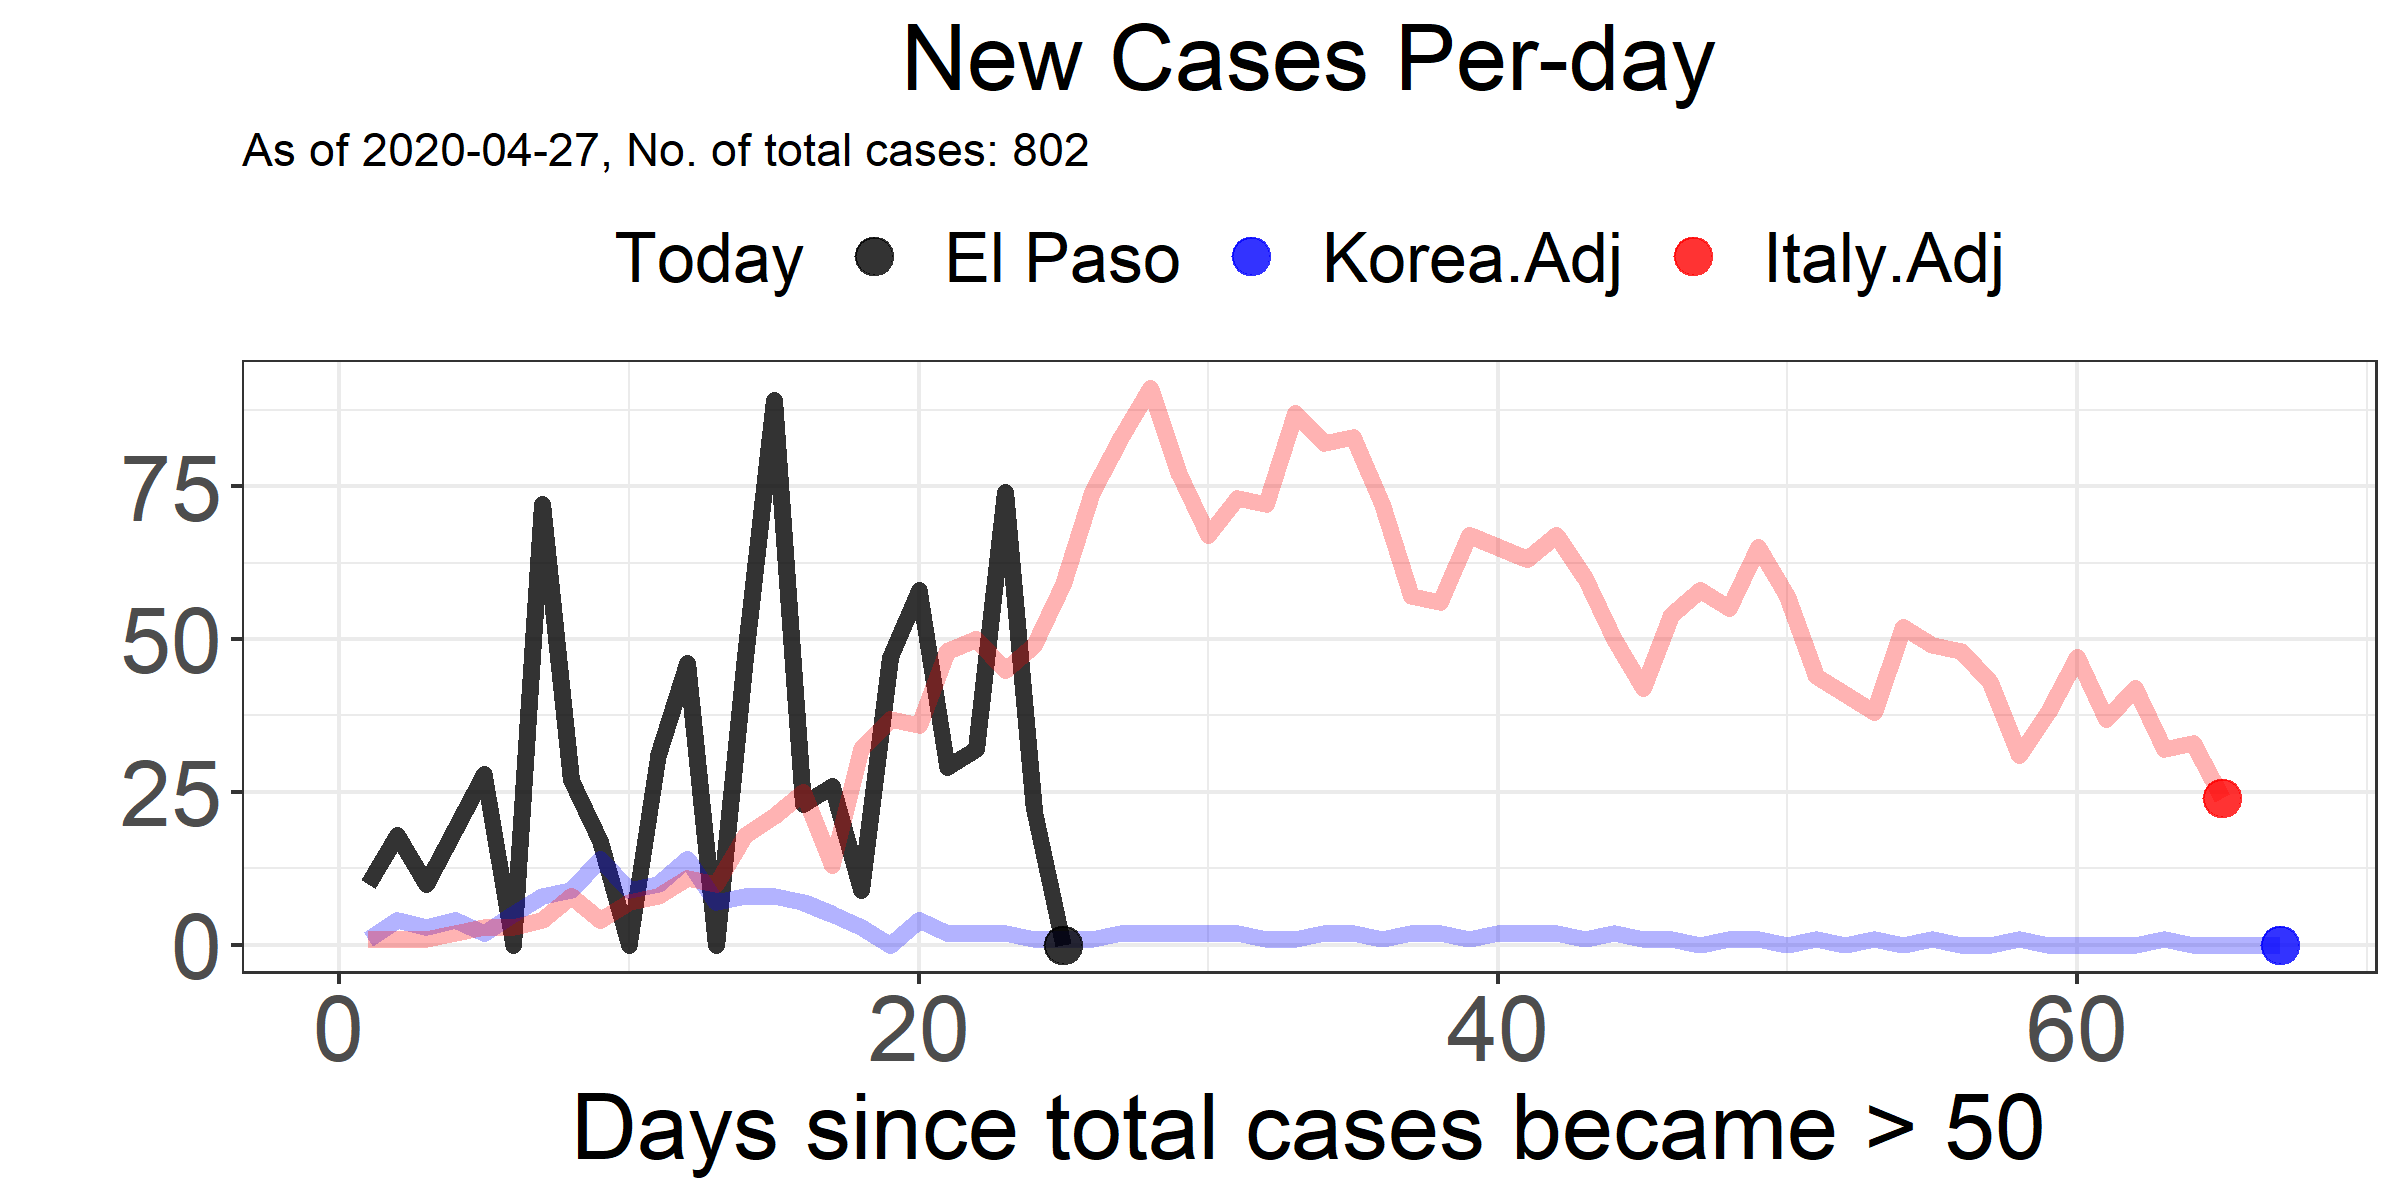 New Cases Per-day
As of 2020-04-27, No. of total cases: 802
Today El Paso Korea.Adj Italy.Adj
75
50
25
0
0 20 40 60
Days since total cases became > 50